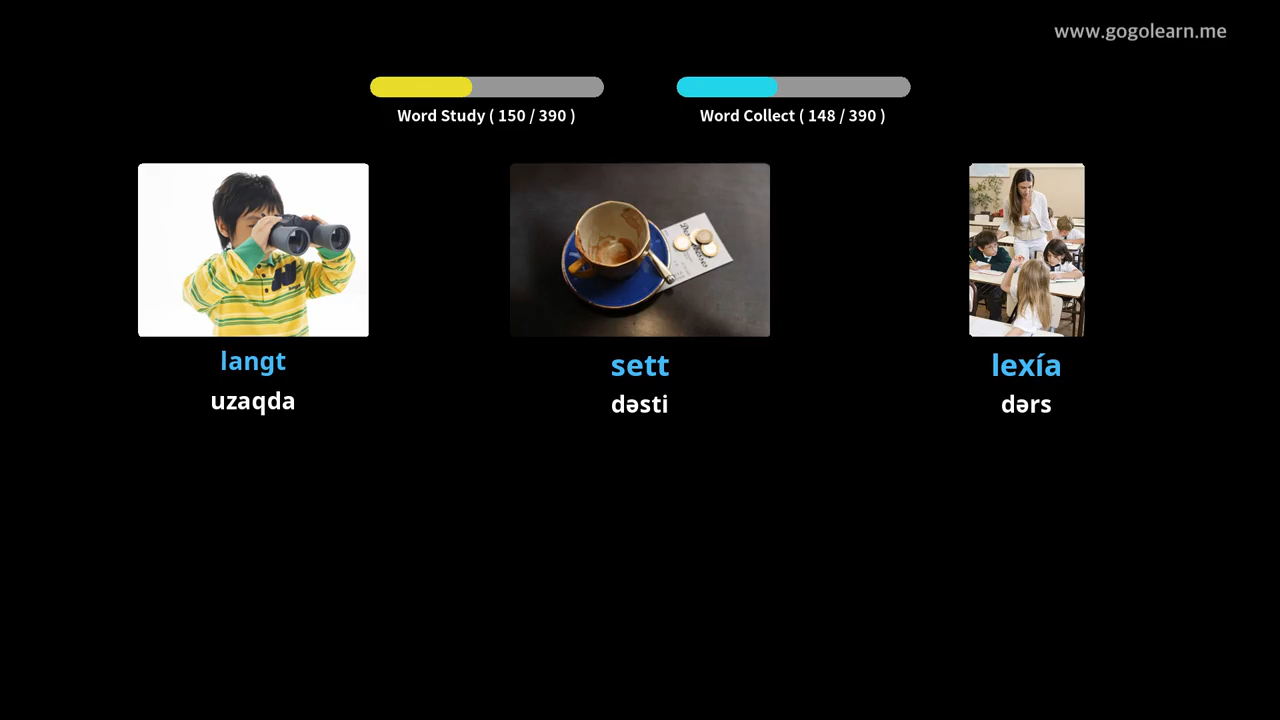 www.gogolearn.me
Word Study ( 150 / 390 )
Word Collect ( 148 / 390 )
langt
sett
lexía
uzaqda
dəsti
dərs